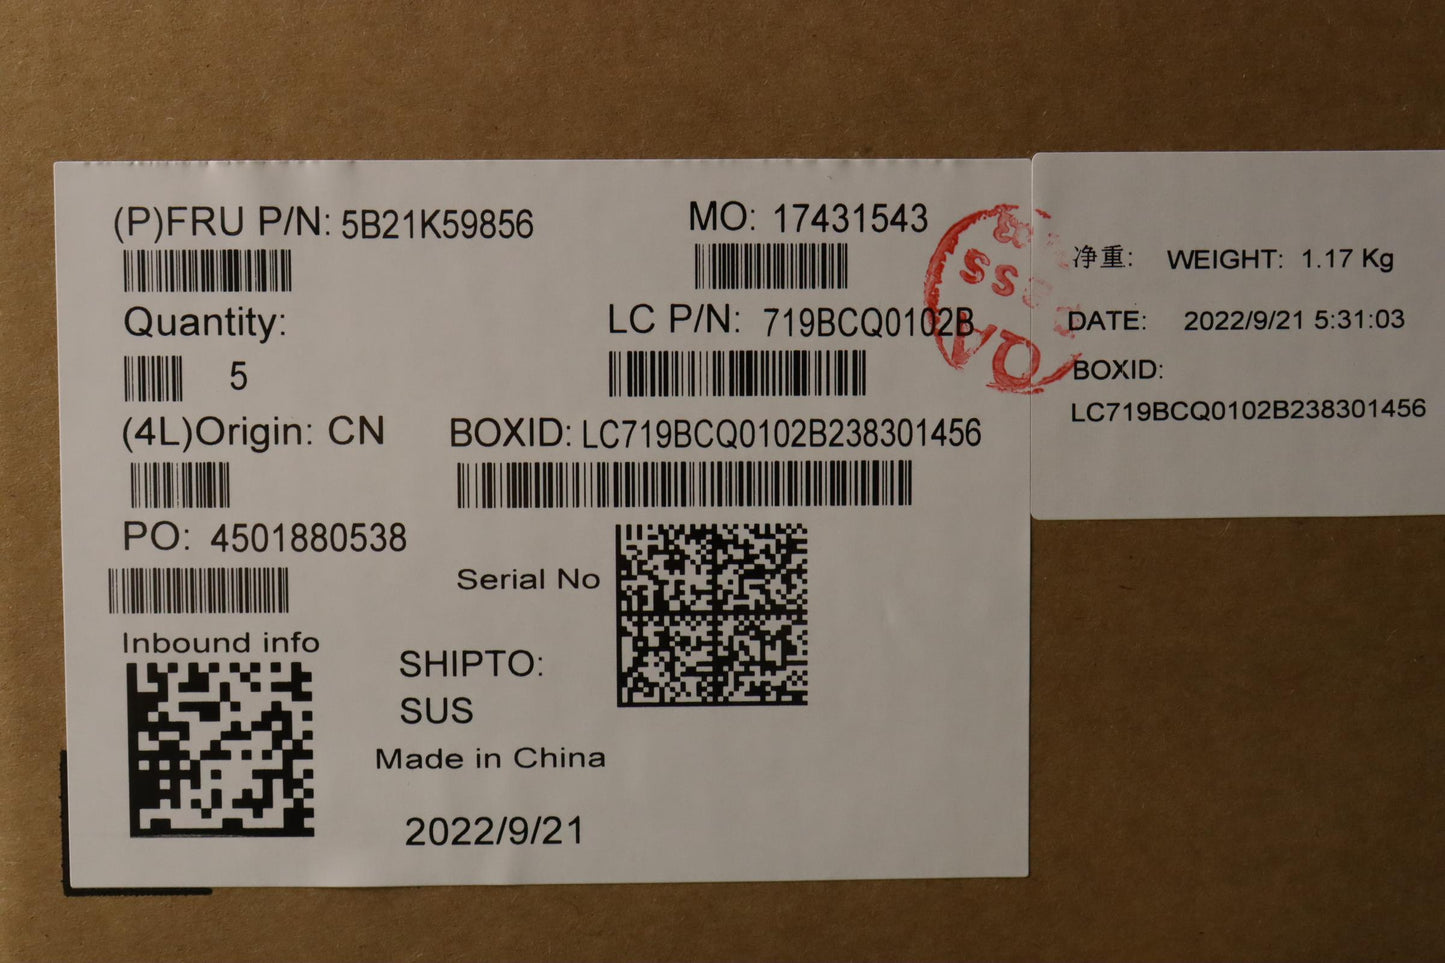 (P)FRU P/N: 5B21K59856
MO: 17431543
Quantity:
5
LC P/N: 719BCQ0102B
(4L)Origin: CN
BOXID: LC719BCQ0102B238301456
PO: 4501880538
Serial No
Inbound info
SHIPTO:
SUS
Made in China
2022/9/21
QA
净重: WEIGHT: 1.17 Kg
DATE: 2022/9/21 5:31:03
BOXID:
LC719BCQ0102B238301456